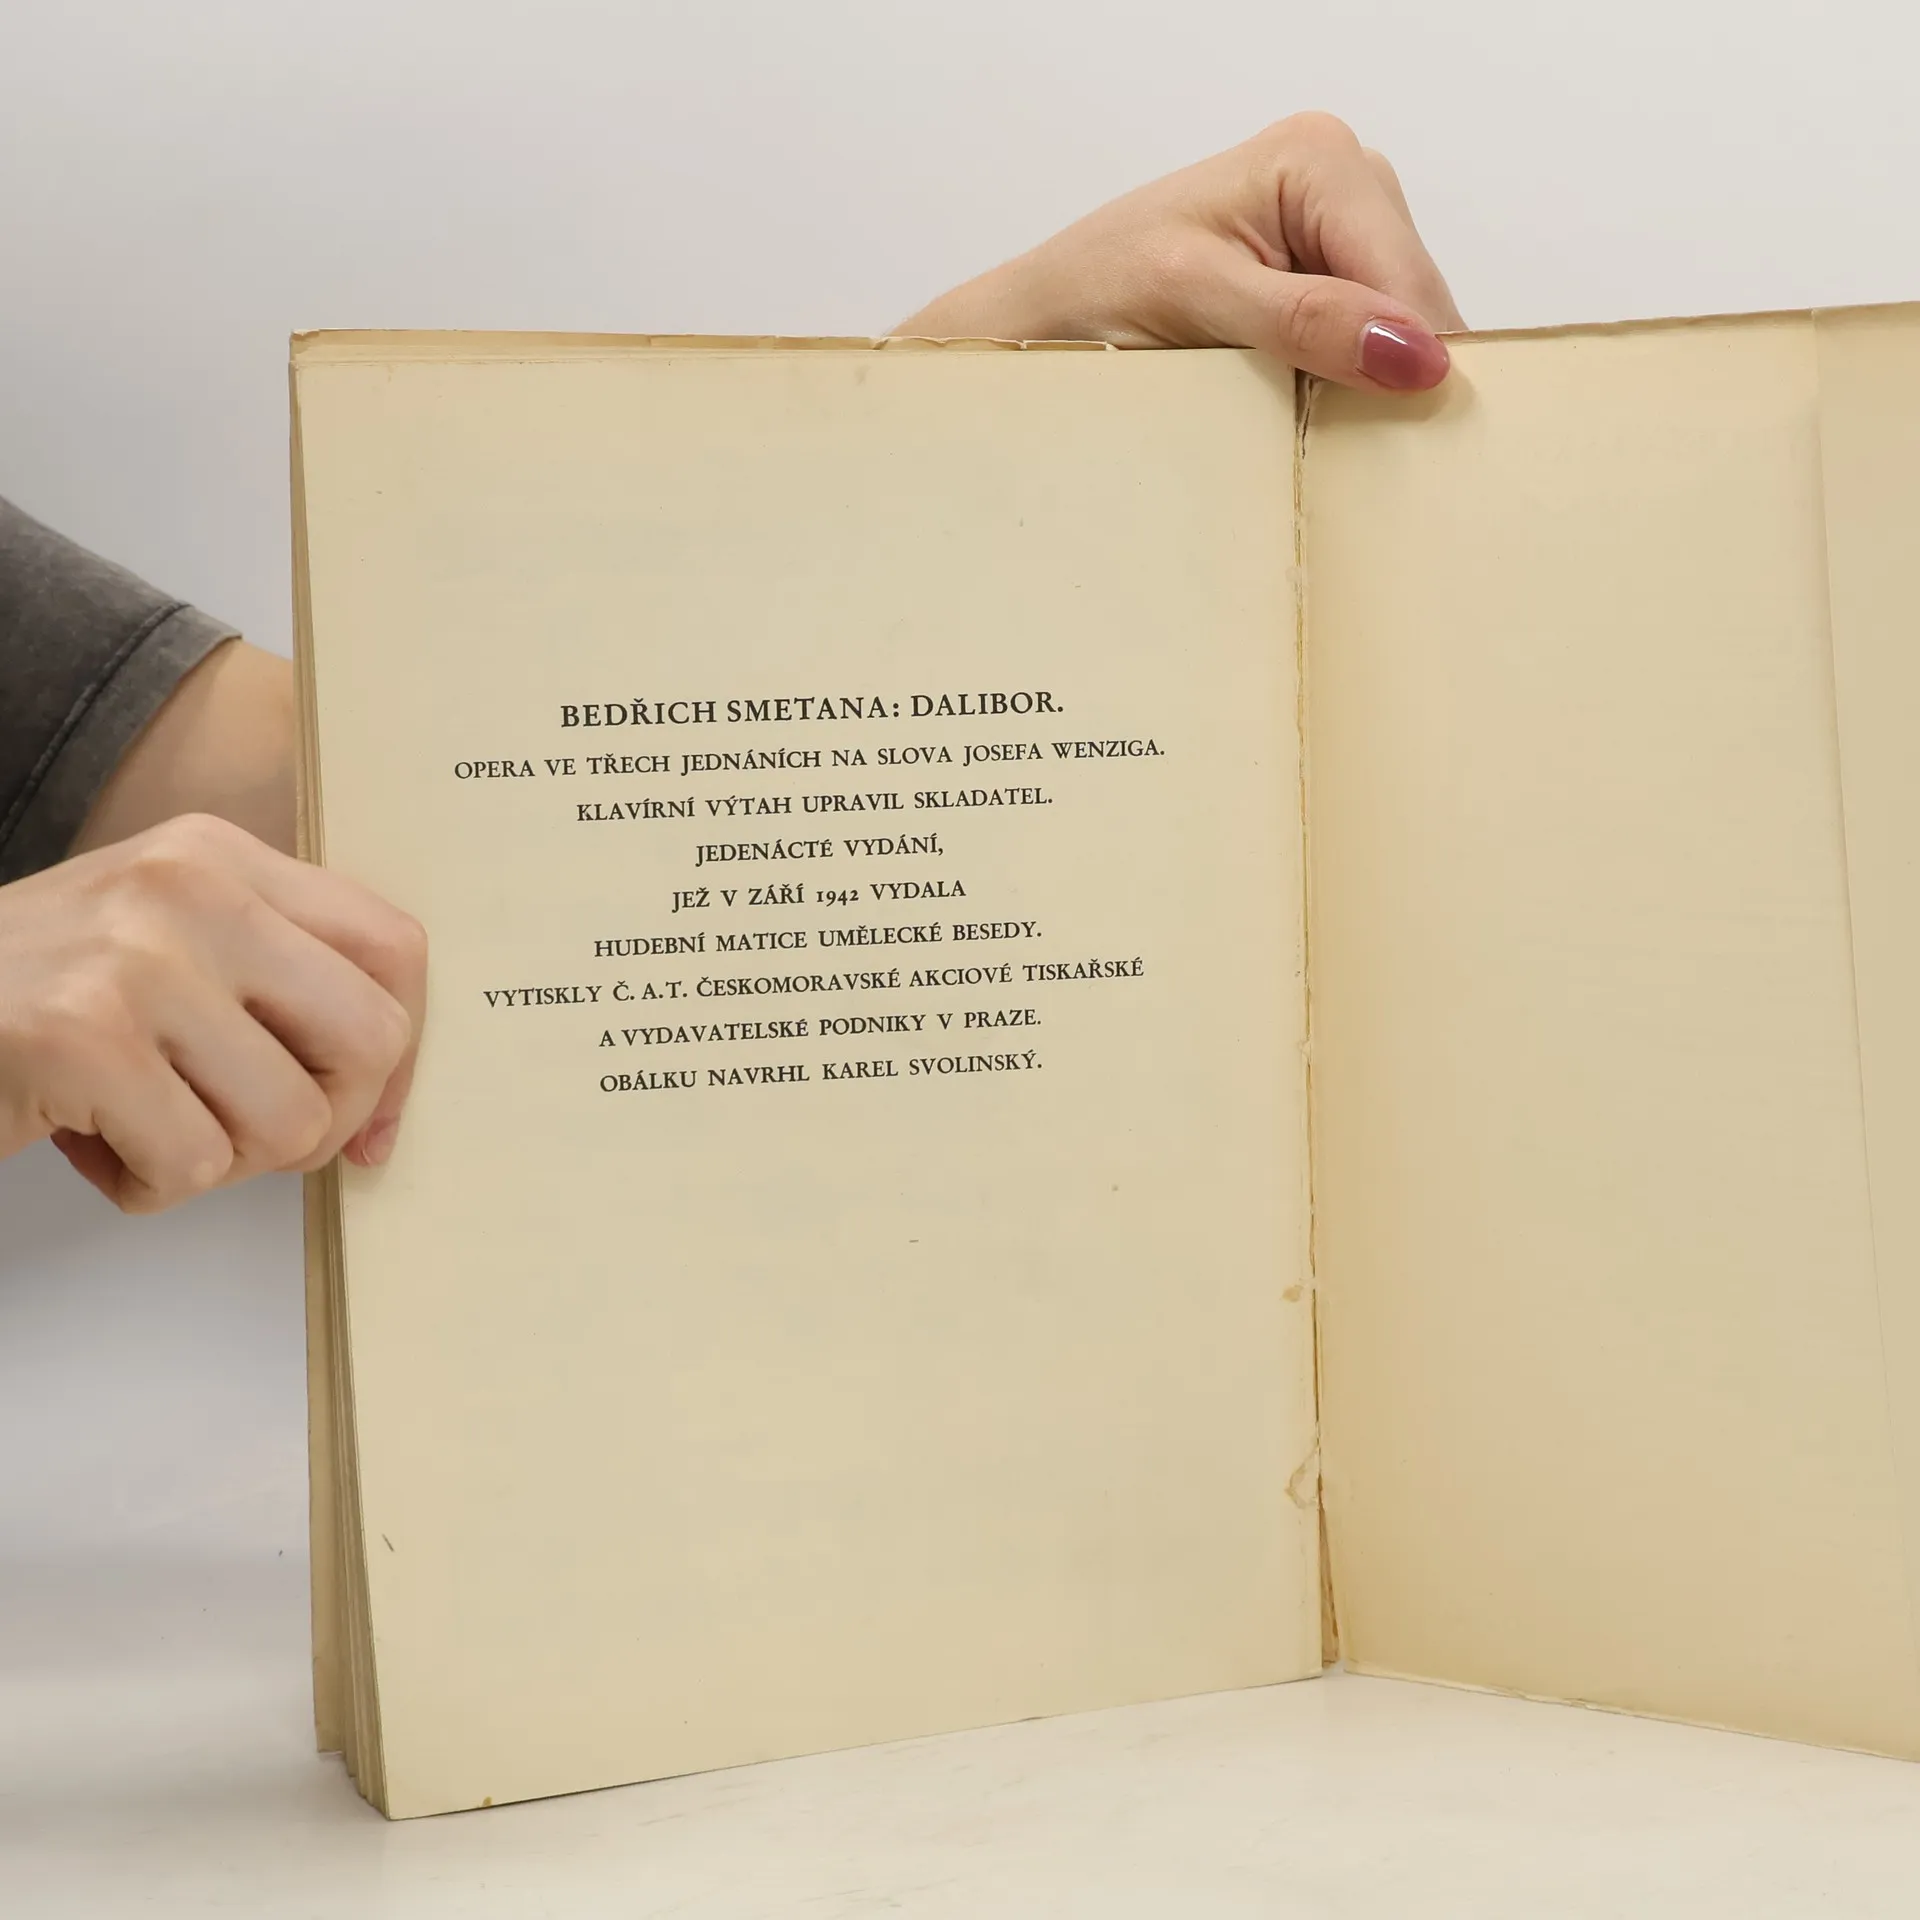 BEDŘICH SMETANA: DALIBOR.
OPERA VE TŘECH JEDNÁNÍCH NA SLOVA JOSEFA WENZIGA.
KLAVÍRNÍ VÝTAH UPRAVIL SKLADATEL.
JEDENÁCTÉ VYDÁNÍ,
JEŽ V ZÁŘÍ 1942 VYDALA
HUDEBNÍ MATICE UMĚLECKÉ BESEDY.
VYTISKLY Č. A.T. ČESKOMORAVSKÉ AKCIOVÉ TISKAŘSKÉ
A VYDAVATELSKÉ PODNIKY V PRAZE.
OBÁLKU NAVRHL KAREL SVOLINSKÝ.